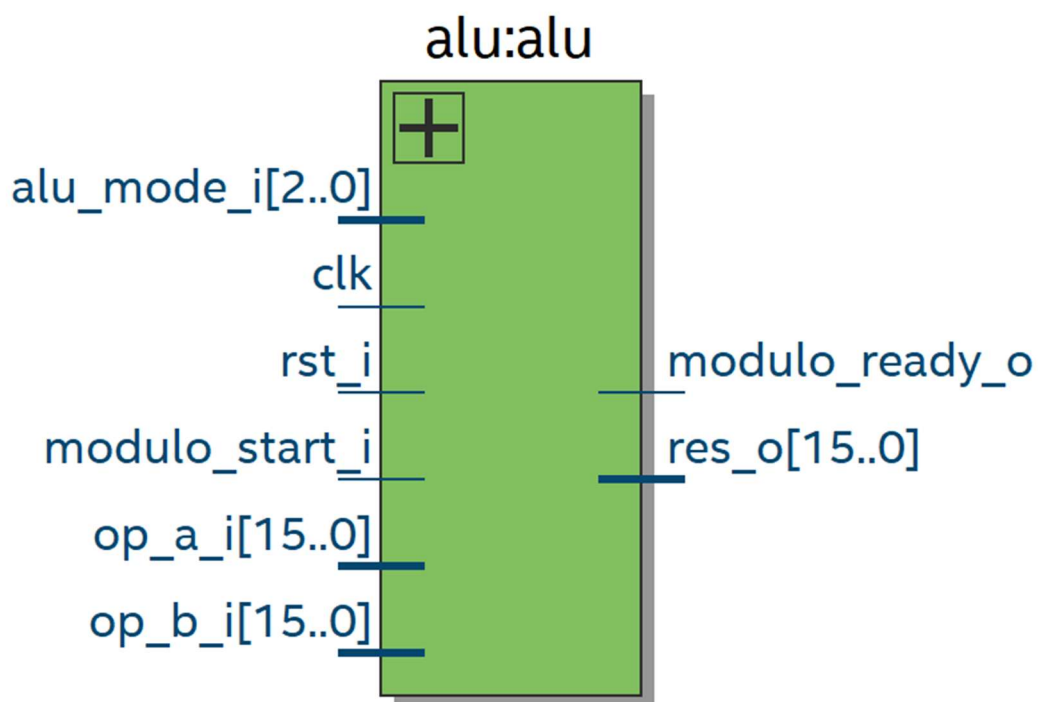 alu:alu
alu_mode_i[2..0]
clk
rst_i
modulo_start_i
op_a_i[15..0]
op_b_i[15..0]
modulo_ready_o
res_o[15..0]